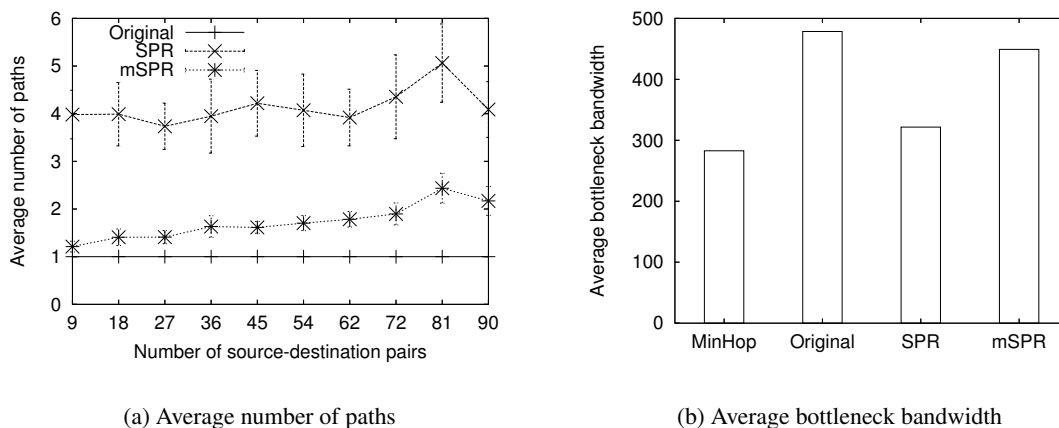 Average number of paths
6
5
4
3
2
1
0
Original
SPR
mSPR
9 18 27 36 45 54 62 72 81 90
Number of source-destination pairs
(a) Average number of paths
Average bottleneck bandwidth
500
400
300
200
100
0
MinHop Original SPR mSPR
(b) Average bottleneck bandwidth